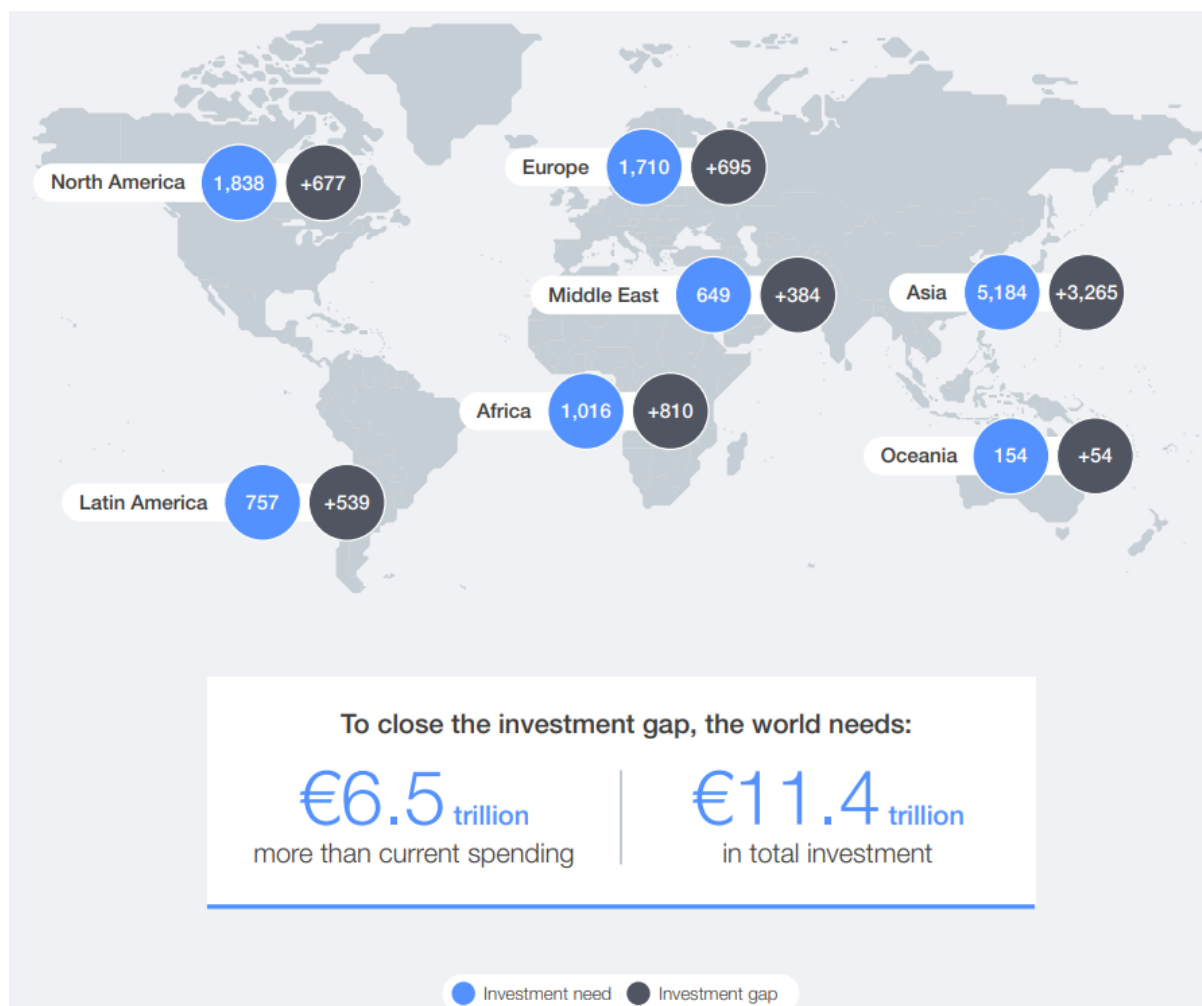 North America 1,838 +677
Europe 1,710 +695
Middle East 649 +384
Asia 5,184 +3,265
Africa 1,016 +810
Oceania 154 +54
Latin America 757 +539
To close the investment gap, the world needs:
€6.5 trillion
more than current spending
€11.4 trillion
in total investment
Investment need Investment gap